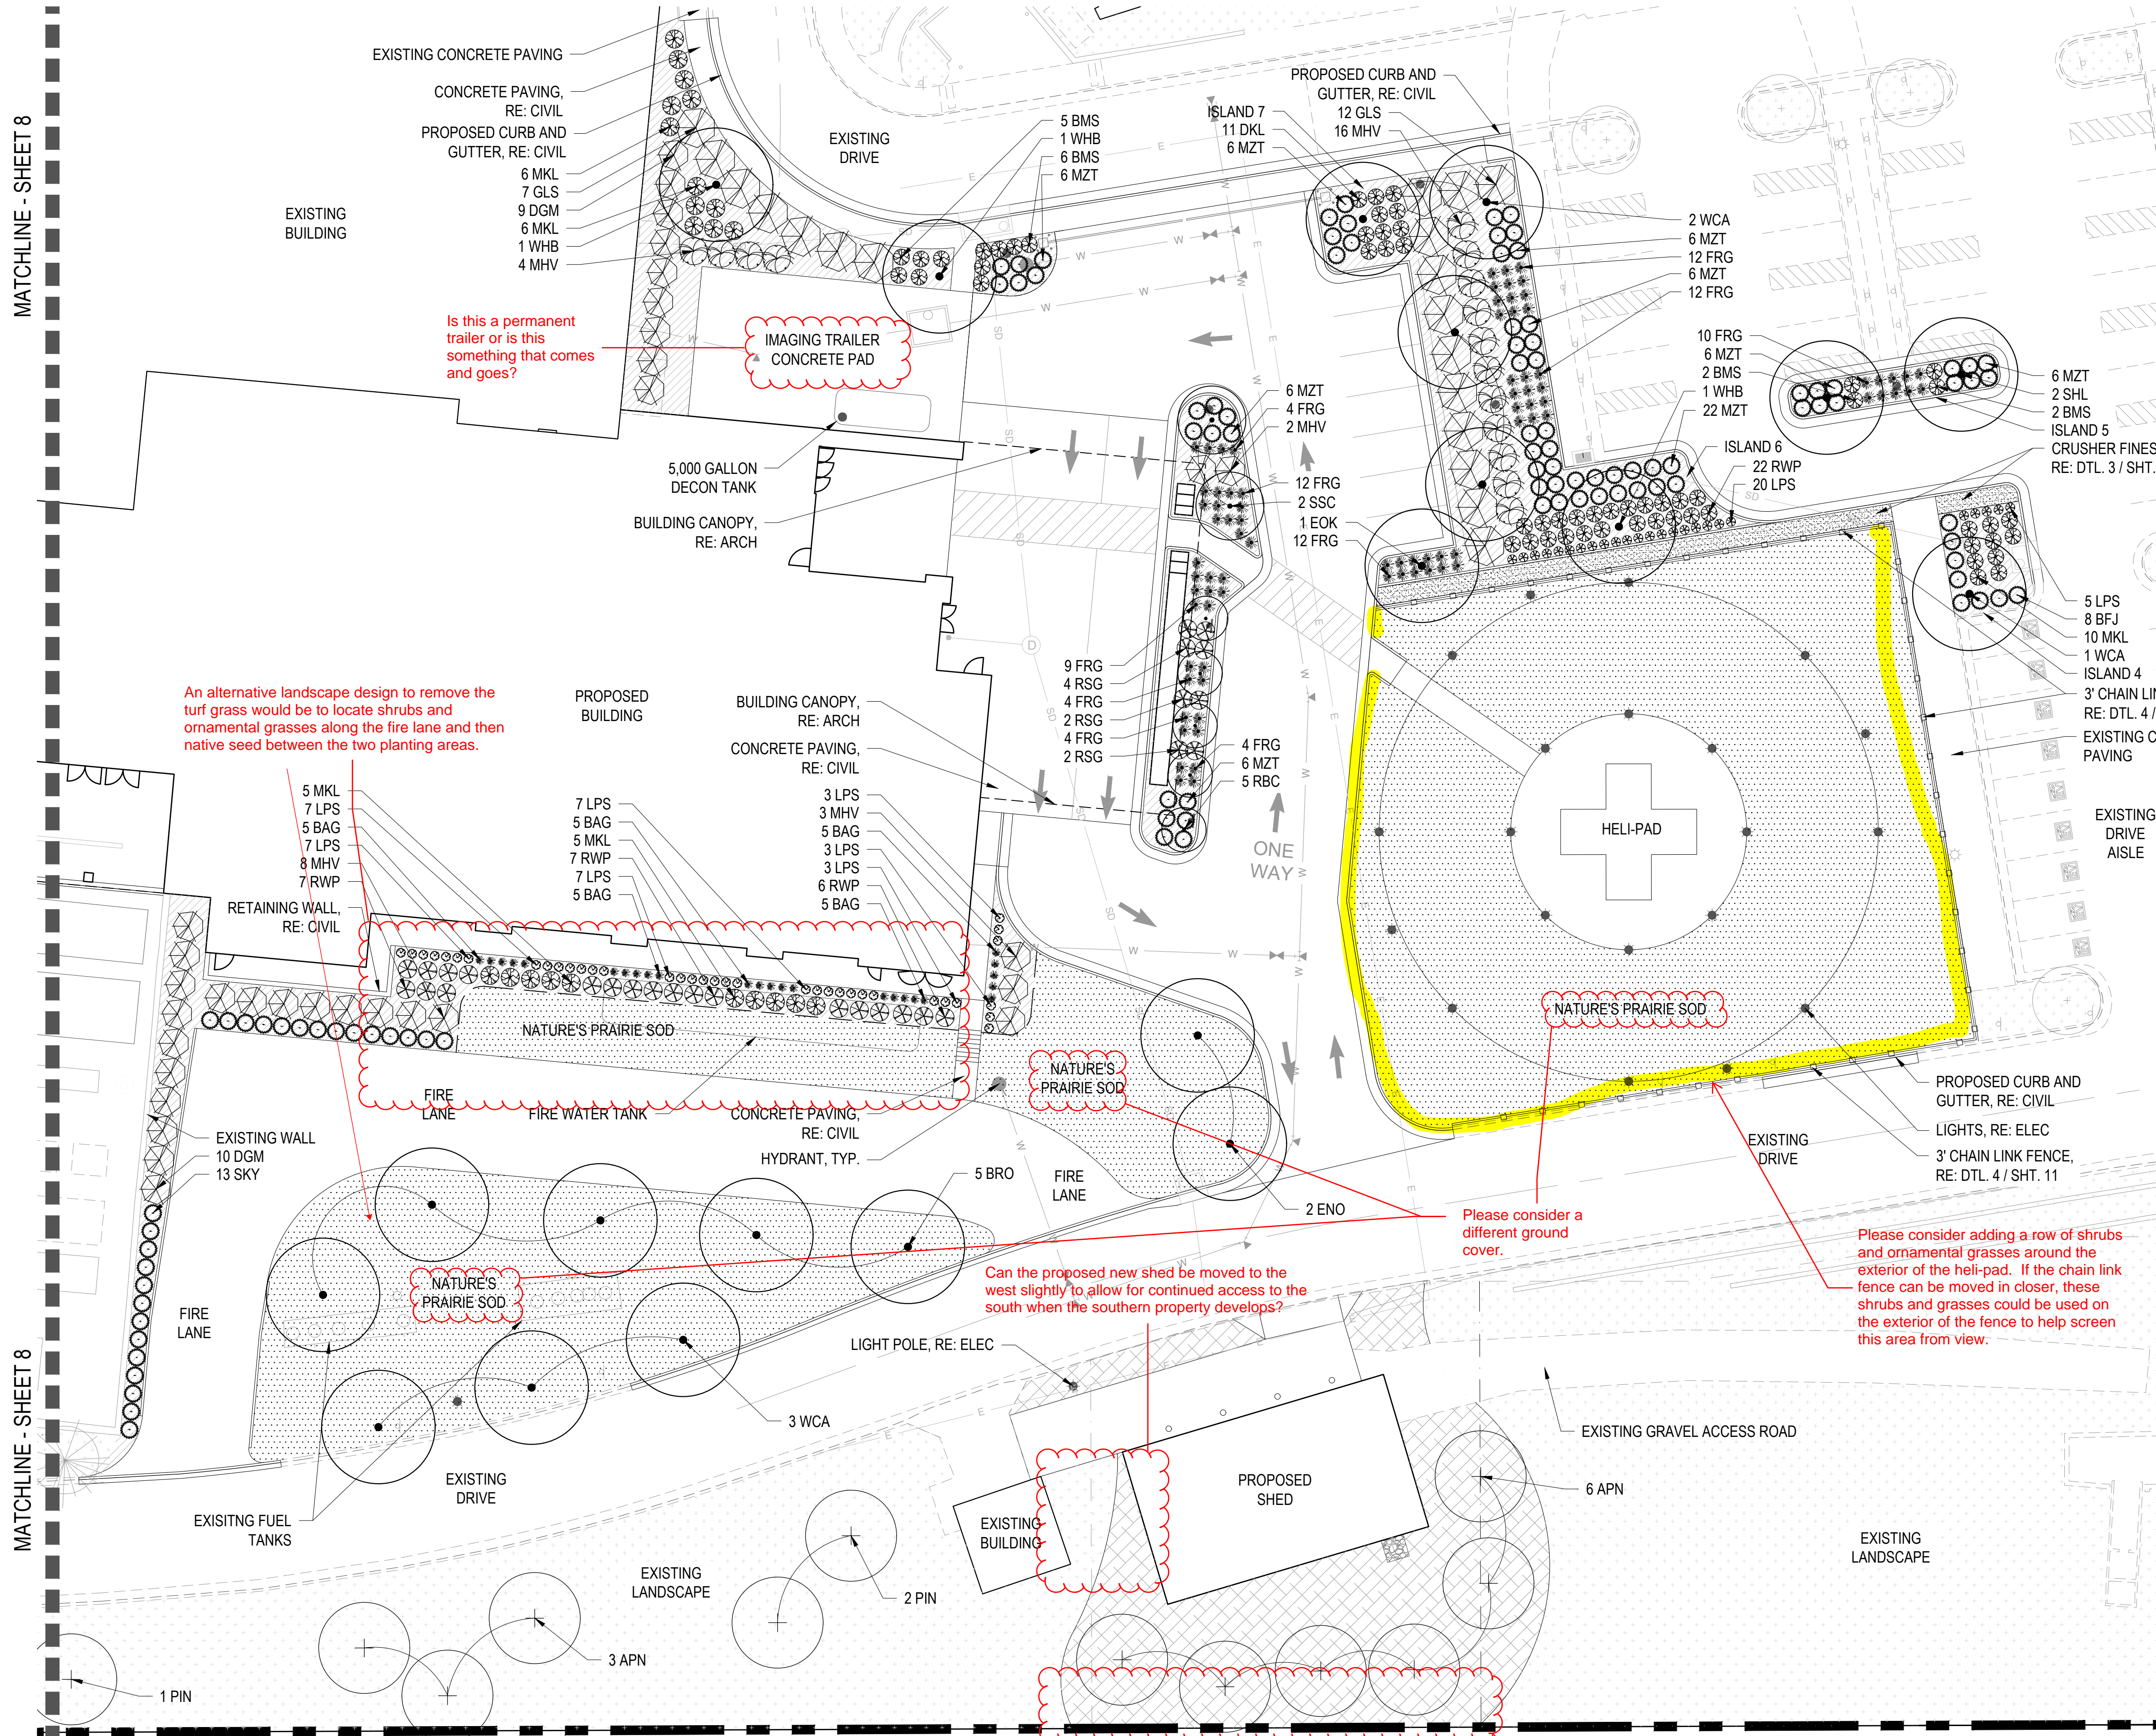 MATCHLINE - SHEET 8
EXISTING CONCRETE PAVING
CONCRETE PAVING,
RE: CIVIL
PROPOSED CURB AND
GUTTER, RE: CIVIL
6 MKL
7 GLS
9 DGM
6 MKL
1 WHB
4 MHV
EXISTING
BUILDING
EXISTING
DRIVE
5 BMS
1 WHB
6 BMS
6 MZT
PROPOSED CURB AND
GUTTER, RE: CIVIL
ISLAND 7
12 GLS
11 DKL
16 MHV
6 MZT
2 WCA
6 MZT
12 FRG
6 MZT
12 FRG
10 FRG
6 MZT
2 BMS
1 WHB
22 MZT
6 MZT
2 SHL
2 BMS
ISLAND 5
CRUSHER FINES
RE: DTL. 3 / SHT.
ISLAND 6
22 RWP
20 LPS
Is this a permanent
trailer or is this
something that comes
and goes?
IMAGING TRAILER
CONCRETE PAD
5,000 GALLON
DECON TANK
BUILDING CANOPY,
RE: ARCH
6 MZT
4 FRG
2 MHV
12 FRG
2 SSC
1 EOK
12 FRG
5 LPS
8 BFJ
10 MKL
1 WCA
ISLAND 4
3' CHAIN LIN
RE: DTL. 4 /
EXISTING C
PAVING
EXISTING
DRIVE
AISLE
An alternative landscape design to remove the
turf grass would be to locate shrubs and
ornamental grasses along the fire lane and then
native seed between the two planting areas.
PROPOSED
BUILDING
BUILDING CANOPY,
RE: ARCH
CONCRETE PAVING,
RE: CIVIL
D
9 FRG
4 RSG
4 FRG
2 RSG
4 FRG
2 RSG
4 FRG
6 MZT
5 RBC
ONE
WAY
HELI-PAD
5 MKL
7 LPS
5 BAG
7 LPS
8 MHV
7 RWP
RETAINING WALL,
RE: CIVIL
7 LPS
5 BAG
5 MKL
7 RWP
7 LPS
5 BAG
3 LPS
3 MHV
5 BAG
3 LPS
3 LPS
6 RWP
5 BAG
NATURE'S PRAIRIE SOD
NATURE'S PRAIRIE SOD
NATURE'S
PRAIRIE SOD
FIRE
LANE
FIRE WATER TANK
CONCRETE PAVING,
RE: CIVIL
HYDRANT, TYP.
EXISTING WALL
10 DGM
13 SKY
5 BRO
FIRE
LANE
2 ENO
PROPOSED CURB AND
GUTTER, RE: CIVIL
LIGHTS, RE: ELEC
3' CHAIN LINK FENCE,
RE: DTL. 4 / SHT. 11
EXISTING
DRIVE
Please consider a
different ground
cover.
Please consider adding a row of shrubs
and ornamental grasses around the
exterior of the heli-pad. If the chain link
fence can be moved in closer, these
shrubs and grasses could be used on
the exterior of the fence to help screen
this area from view.
NATURE'S
PRAIRIE SOD
Can the proposed new shed be moved to the
west slightly to allow for continued access to the
south when the southern property develops?
FIRE
LANE
LIGHT POLE, RE: ELEC
3 WCA
MATCHLINE - SHEET 8
EXISTING
DRIVE
EXISITNG FUEL
TANKS
EXISTING GRAVEL ACCESS ROAD
PROPOSED
SHED
6 APN
EXISTING
BUILDING
EXISTING
LANDSCAPE
EXISTING
LANDSCAPE
2 PIN
3 APN
1 PIN